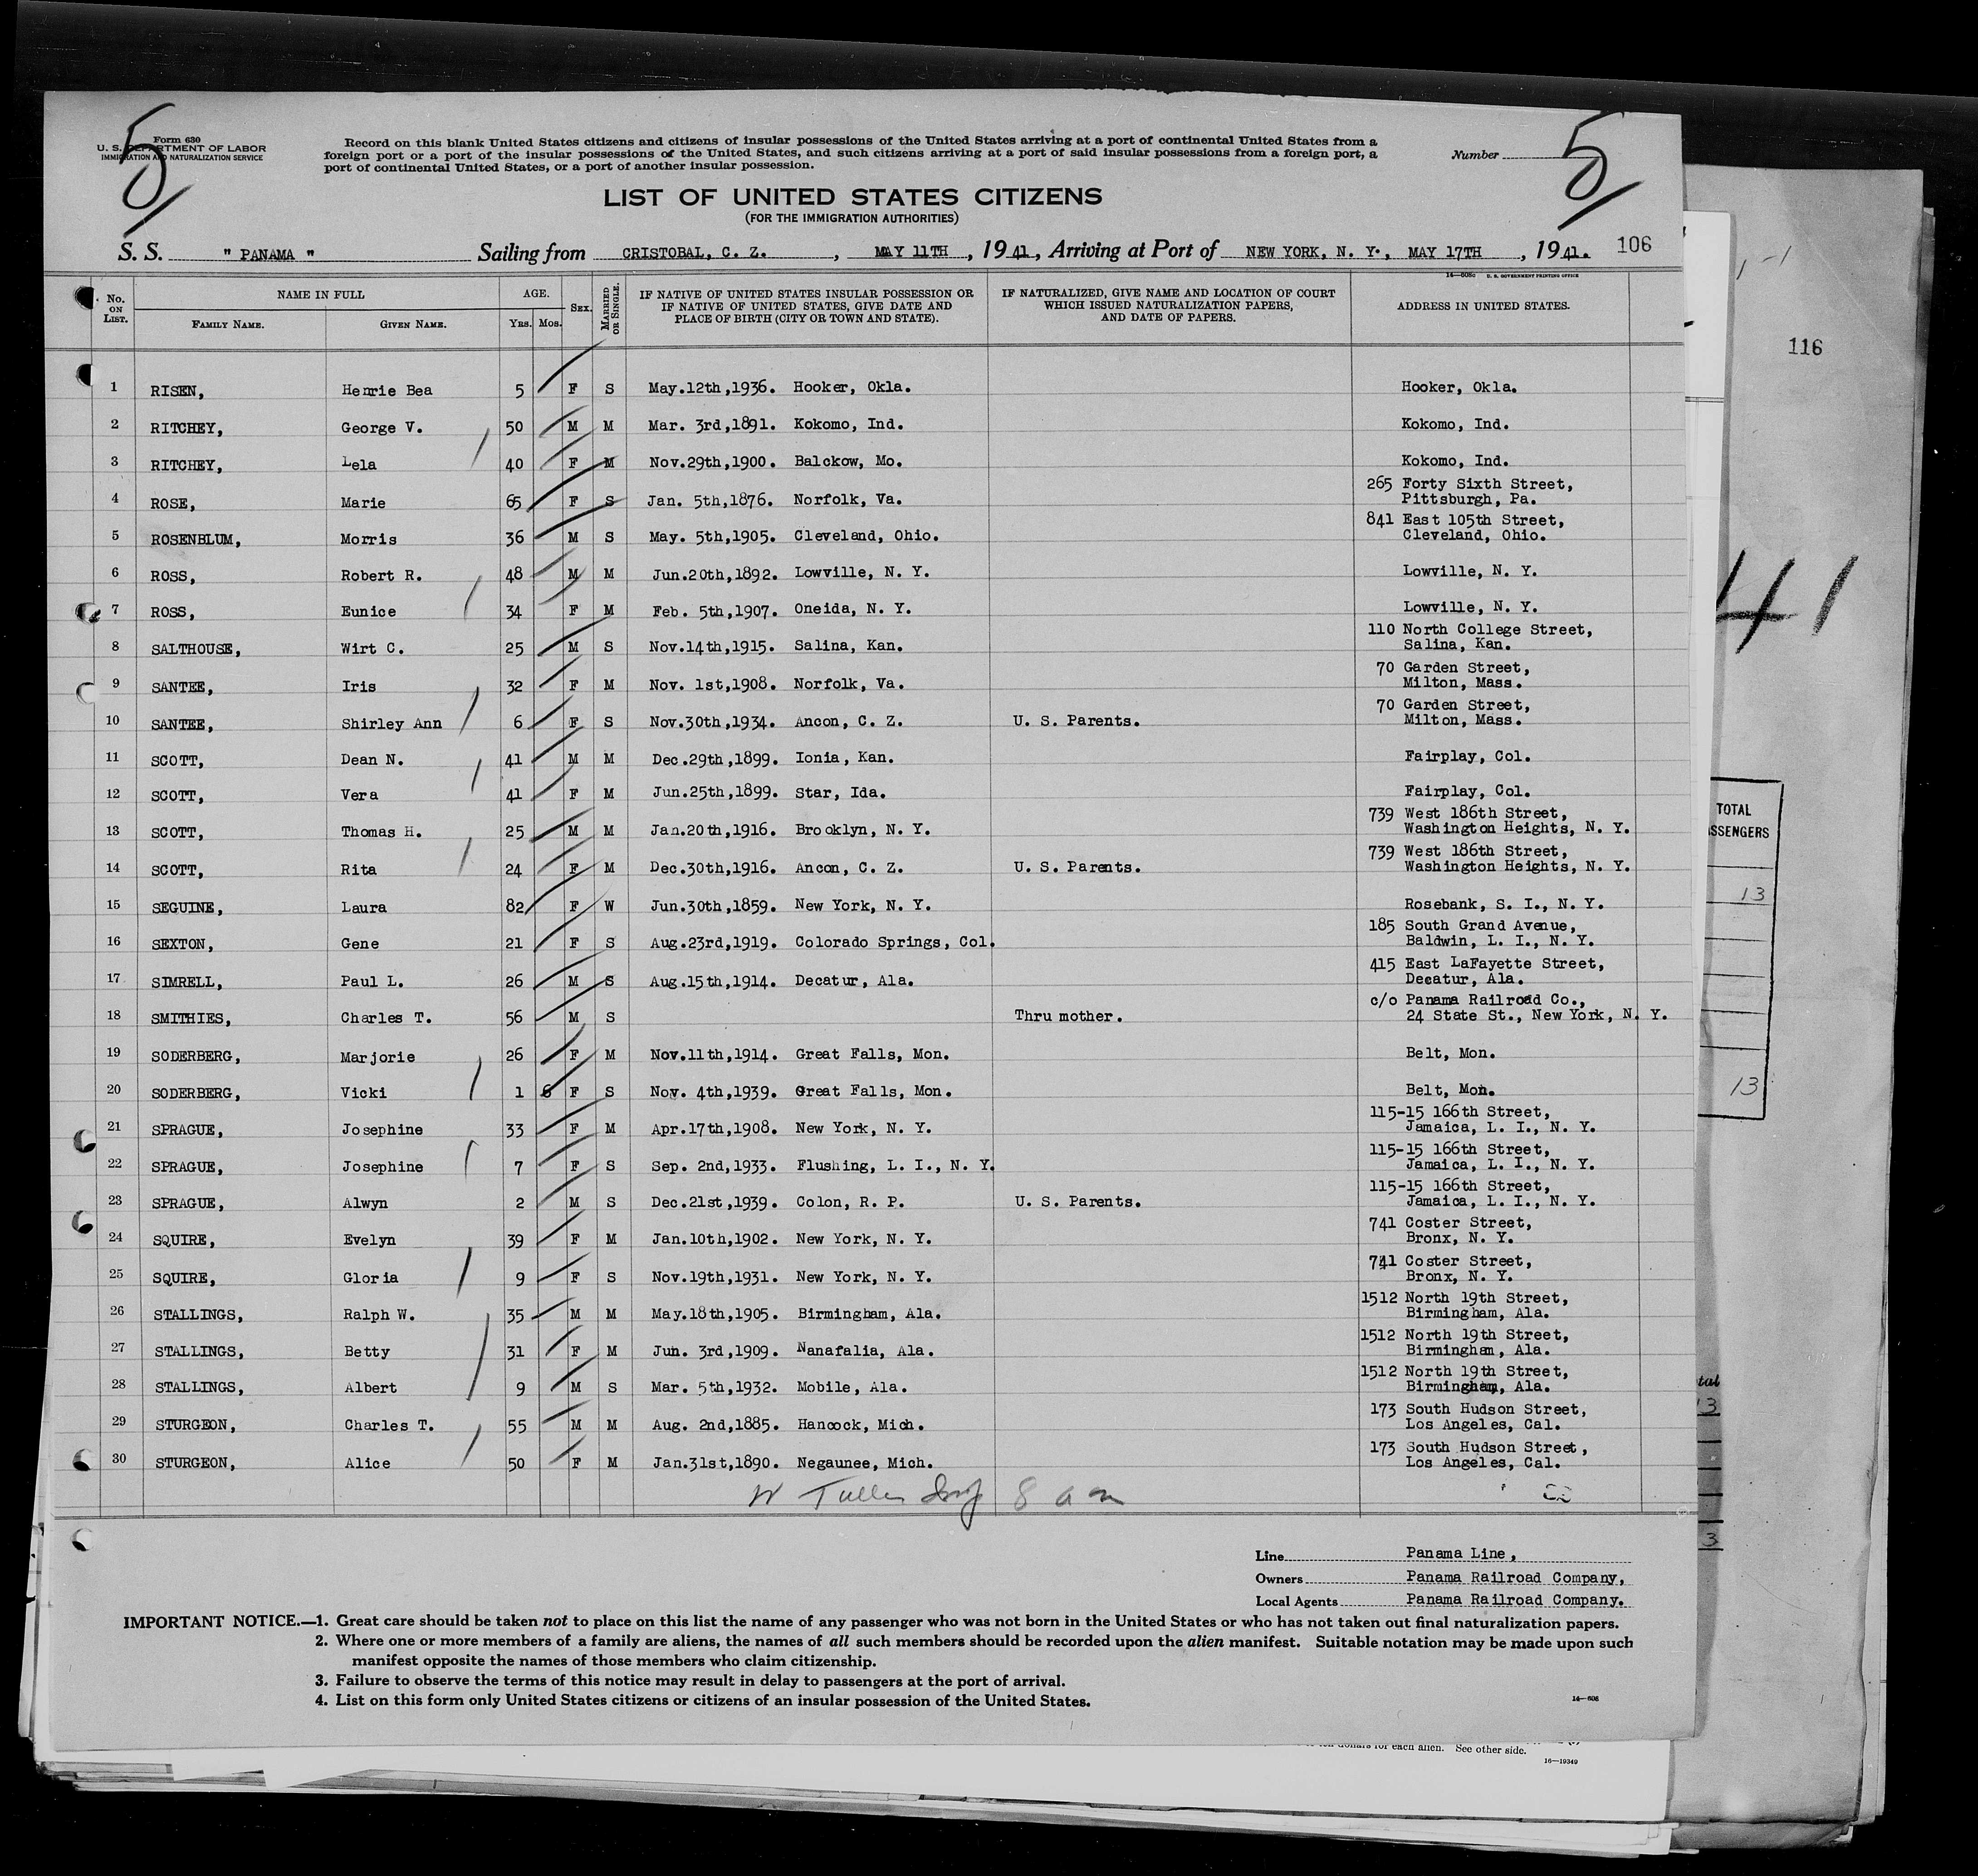 5
Form 630
U. S. DEPARTMENT OF LABOR
IMMIGRATION AND NATURALIZATION SERVICE
Record on this blank United States citizens and citizens of insular possessions of the United States arriving at a port of continental United States from a
foreign port or a port of the insular possessions of the United States, and such citizens arriving at a port of said insular possessions from a foreign port, a
port of continental United States, or a port of another insular possession.
Number 5
LIST OF UNITED STATES CITIZENS
(FOR THE IMMIGRATION AUTHORITIES)
S. S. " PANAMA " Sailing from CRISTOBAL, C. Z. , MAY 11TH , 1941, Arriving at Port of NEW YORK, N. Y., MAY 17TH , 1941. 106
14-608c U. S. GOVERNMENT PRINTING OFFICE
No. ON LIST. NAME IN FULL FAMILY NAME. GIVEN NAME. AGE. YRS. MOS. SEX. MARRIED OR SINGLE. IF NATIVE OF UNITED STATES INSULAR POSSESSION OR IF NATIVE OF UNITED STATES, GIVE DATE AND PLACE OF BIRTH (CITY OR TOWN AND STATE). IF NATURALIZED, GIVE NAME AND LOCATION OF COURT WHICH ISSUED NATURALIZATION PAPERS, AND DATE OF PAPERS. ADDRESS IN UNITED STATES.
1 RISEN, Henrie Bea 5 F S May.12th,1936. Hooker, Okla. Hooker, Okla.
2 RITCHEY, George V. 50 M M Mar. 3rd,1891. Kokomo, Ind. Kokomo, Ind.
3 RITCHEY, Lela 40 F M Nov.29th,1900. Balckow, Mo. Kokomo, Ind.
4 ROSE, Marie 65 F S Jan. 5th,1876. Norfolk, Va. 265 Forty Sixth Street, Pittsburgh, Pa.
5 ROSENBLUM, Morris 36 M S May. 5th,1905. Cleveland, Ohio. 841 East 105th Street, Cleveland, Ohio.
6 ROSS, Robert R. 48 M M Jun.20th,1892. Lowville, N. Y. Lowville, N. Y.
7 ROSS, Eunice 34 F M Feb. 5th,1907. Oneida, N. Y. Lowville, N. Y.
8 SALTHOUSE, Wirt C. 25 M S Nov.14th,1915. Salina, Kan. 110 North College Street, Salina, Kan.
9 SANTEE, Iris 32 F M Nov. 1st,1908. Norfolk, Va. 70 Garden Street, Milton, Mass.
10 SANTEE, Shirley Ann 6 F S Nov.30th,1934. Ancon, C. Z. U. S. Parents. 70 Garden Street, Milton, Mass.
11 SCOTT, Dean N. 41 M M Dec.29th,1899. Ionia, Kan. Fairplay, Col.
12 SCOTT, Vera 41 F M Jun.25th,1899. Star, Ida. Fairplay, Col.
13 SCOTT, Thomas H. 25 M M Jan.20th,1916. Brooklyn, N. Y. 739 West 186th Street, Washington Heights, N. Y.
14 SCOTT, Rita 24 F M Dec.30th,1916. Ancon, C. Z. U. S. Parents. 739 West 186th Street, Washington Heights, N. Y.
15 SEGUINE, Laura 82 F W Jun.30th,1859. New York, N. Y. Rosebank, S. I., N. Y.
16 SEXTON, Gene 21 F S Aug.23rd,1919. Colorado Springs, Col. 185 South Grand Avenue, Baldwin, L. I., N. Y.
17 SIMRELL, Paul L. 26 M S Aug.15th,1914. Decatur, Ala. 415 East LaFayette Street, Decatur, Ala.
18 SMITHIES, Charles T. 56 M S Thru mother. c/o Panama Railroad Co., 24 State St., New York, N. Y.
19 SODERBERG, Marjorie 26 F M Nov.11th,1914. Great Falls, Mon. Belt, Mon.
20 SODERBERG, Vicki 1 6 F S Nov. 4th,1939. Great Falls, Mon. Belt, Mon.
21 SPRAGUE, Josephine 33 F M Apr.17th,1908. New York, N. Y. 115-15 166th Street, Jamaica, L. I., N. Y.
22 SPRAGUE, Josephine 7 F S Sep. 2nd,1933. Flushing, L. I., N. Y. 115-15 166th Street, Jamaica, L. I., N. Y.
23 SPRAGUE, Alwyn 2 M S Dec.21st,1939. Colon, R. P. U. S. Parents. 115-15 166th Street, Jamaica, L. I., N. Y.
24 SQUIRE, Evelyn 39 F M Jan.10th,1902. New York, N. Y. 741 Coster Street, Bronx, N. Y.
25 SQUIRE, Gloria 9 F S Nov.19th,1931. New York, N. Y. 741 Coster Street, Bronx, N. Y.
26 STALLINGS, Ralph W. 35 M M May.18th,1905. Birmingham, Ala. 1512 North 19th Street, Birmingham, Ala.
27 STALLINGS, Betty 31 F M Jun. 3rd,1909. Nanafalia, Ala. 1512 North 19th Street, Birmingham, Ala.
28 STALLINGS, Albert 9 M S Mar. 5th,1932. Mobile, Ala. 1512 North 19th Street, Birmingham, Ala.
29 STURGEON, Charles T. 55 M M Aug. 2nd,1885. Hancock, Mich. 173 South Hudson Street, Los Angeles, Cal.
30 STURGEON, Alice 50 F M Jan.31st,1890. Negaunee, Mich. 173 South Hudson Street, Los Angeles, Cal.
8 a m
Line Panama Line,
Owners Panama Railroad Company,
Local Agents Panama Railroad Company.
IMPORTANT NOTICE.—1. Great care should be taken not to place on this list the name of any passenger who was not born in the United States or who has not taken out final naturalization papers.
2. Where one or more members of a family are aliens, the names of all such members should be recorded upon the alien manifest. Suitable notation may be made upon such
manifest opposite the names of those members who claim citizenship.
3. Failure to observe the terms of this notice may result in delay to passengers at the port of arrival.
4. List on this form only United States citizens or citizens of an insular possession of the United States.
14-608
for each alien. See other side.
16-19349
116
41
TOTAL
13
13